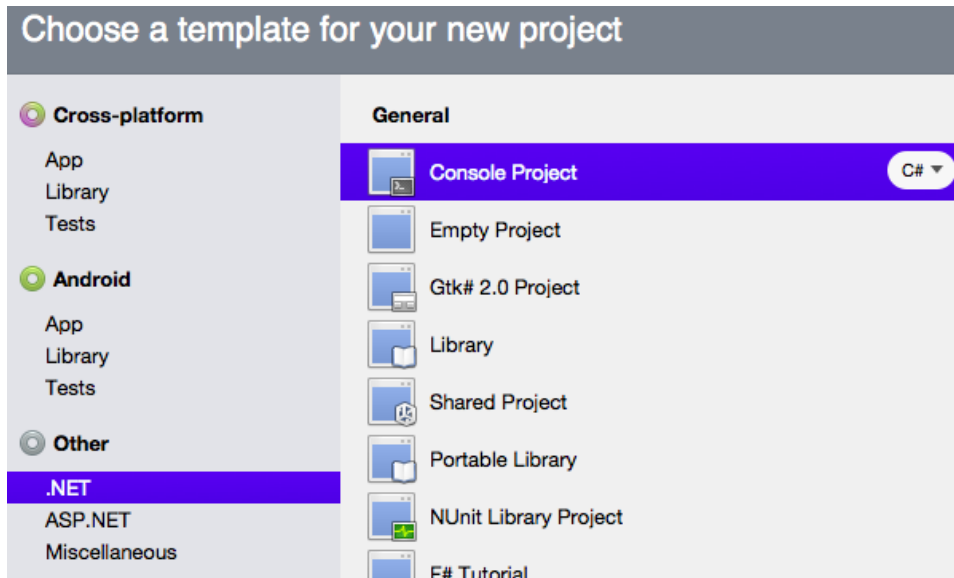 Choose a template for your new project
Cross-platform
App
Library
Tests
Android
App
Library
Tests
Other
.NET
ASP.NET
Miscellaneous
General
Console Project
C#
Empty Project
Gtk# 2.0 Project
Library
Shared Project
Portable Library
NUnit Library Project
F# Tutorial